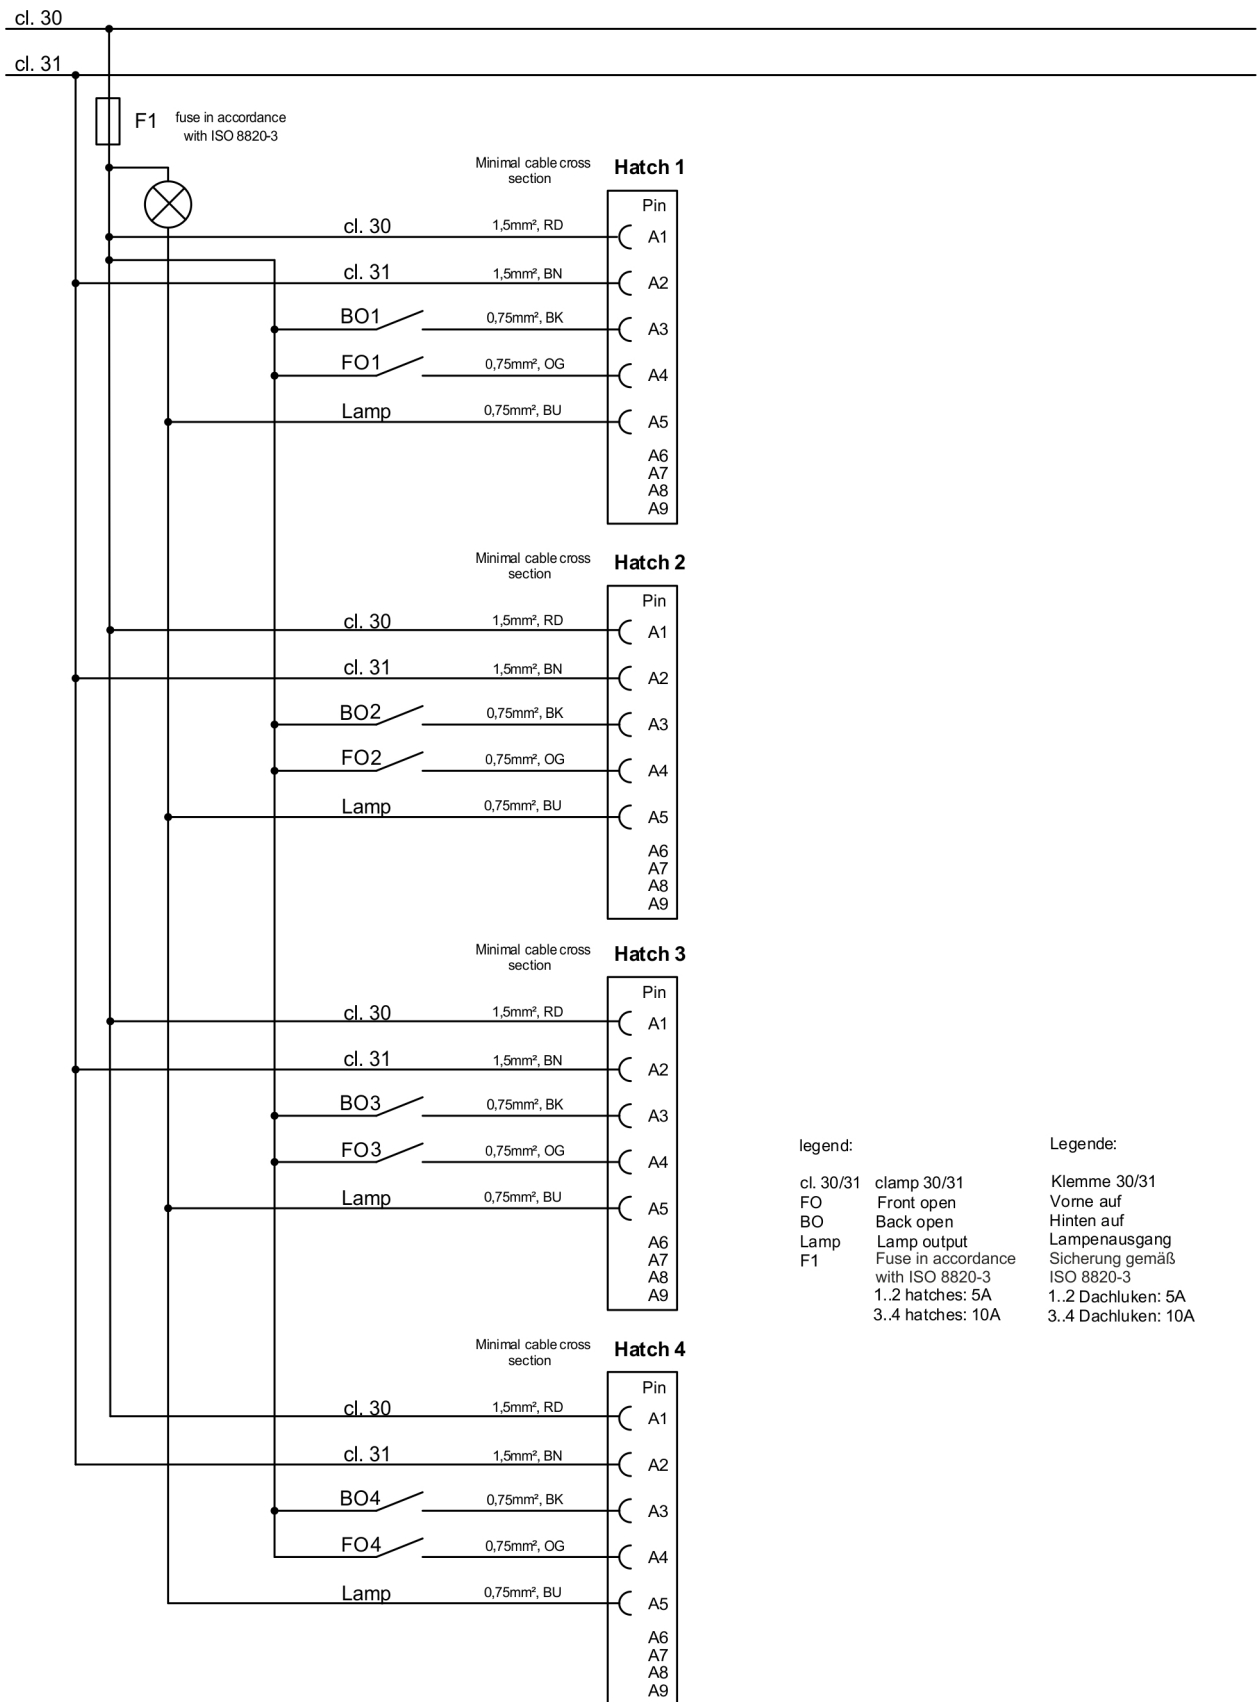 cl. 30
cl. 31
F1
fuse in accordance
with ISO 8820-3
Minimal cable cross
section
Hatch 1
Pin
cl. 30
1,5mm², RD
A1
cl. 31
1,5mm², BN
A2
BO1
0,75mm², BK
A3
FO1
0,75mm², OG
A4
Lamp
0,75mm², BU
A5
A6
A7
A8
A9
Minimal cable cross
section
Hatch 2
Pin
cl. 30
1,5mm², RD
A1
cl. 31
1,5mm², BN
A2
BO2
0,75mm², BK
A3
FO2
0,75mm², OG
A4
Lamp
0,75mm², BU
A5
A6
A7
A8
A9
Minimal cable cross
section
Hatch 3
Pin
cl. 30
1,5mm², RD
A1
cl. 31
1,5mm², BN
A2
BO3
0,75mm², BK
A3
FO3
0,75mm², OG
A4
Lamp
0,75mm², BU
A5
A6
A7
A8
A9
legend:
cl. 30/31 clamp 30/31
FO Front open
BO Back open
Lamp Lamp output
F1 Fuse in accordance
with ISO 8820-3
1..2 hatches: 5A
3..4 hatches: 10A
Legende:
Klemme 30/31
Vorne auf
Hinten auf
Lampenausgang
Sicherung gemäß
ISO 8820-3
1..2 Dachluken: 5A
3..4 Dachluken: 10A
Minimal cable cross
section
Hatch 4
Pin
cl. 30
1,5mm², RD
A1
cl. 31
1,5mm², BN
A2
BO4
0,75mm², BK
A3
FO4
0,75mm², OG
A4
Lamp
0,75mm², BU
A5
A6
A7
A8
A9